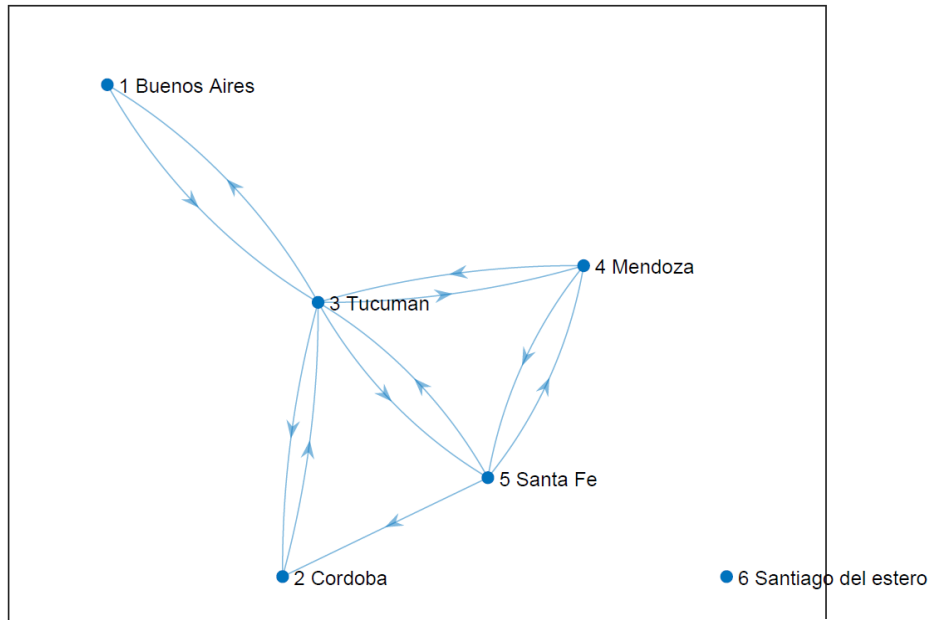 1 Buenos Aires
4 Mendoza
3 Tucuman
5 Santa Fe
2 Cordoba
6 Santiago del estero